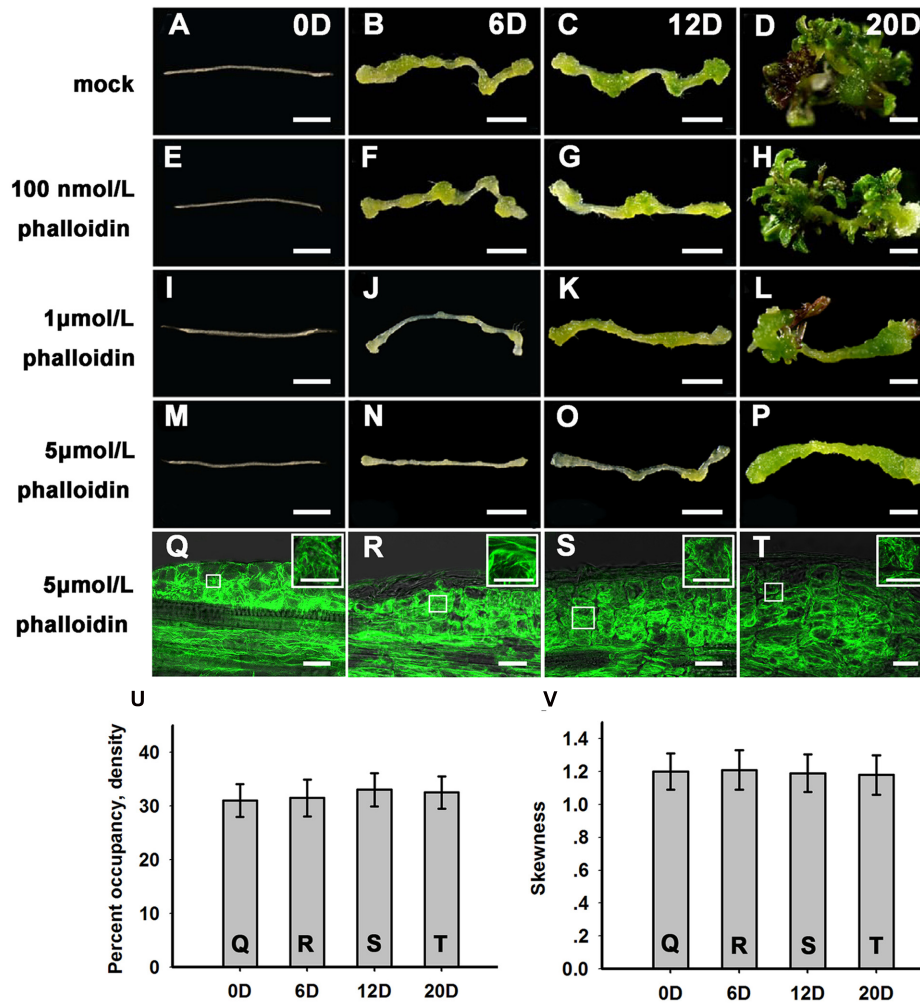 A 0D B 6D C 12D D 20D
mock
E F G H
100 nmol/L
phalloidin
I J K L
1µmol/L
phalloidin
M N O P
5µmol/L
phalloidin
Q R S T
5µmol/L
phalloidin
U
Percent occupancy, density
40
30
20
10
0
Q R S T
0D 6D 12D 20D
V
Skewness
1.4
1.2
1.0
.8
.6
.4
.2
0.0
Q R S T
0D 6D 12D 20D